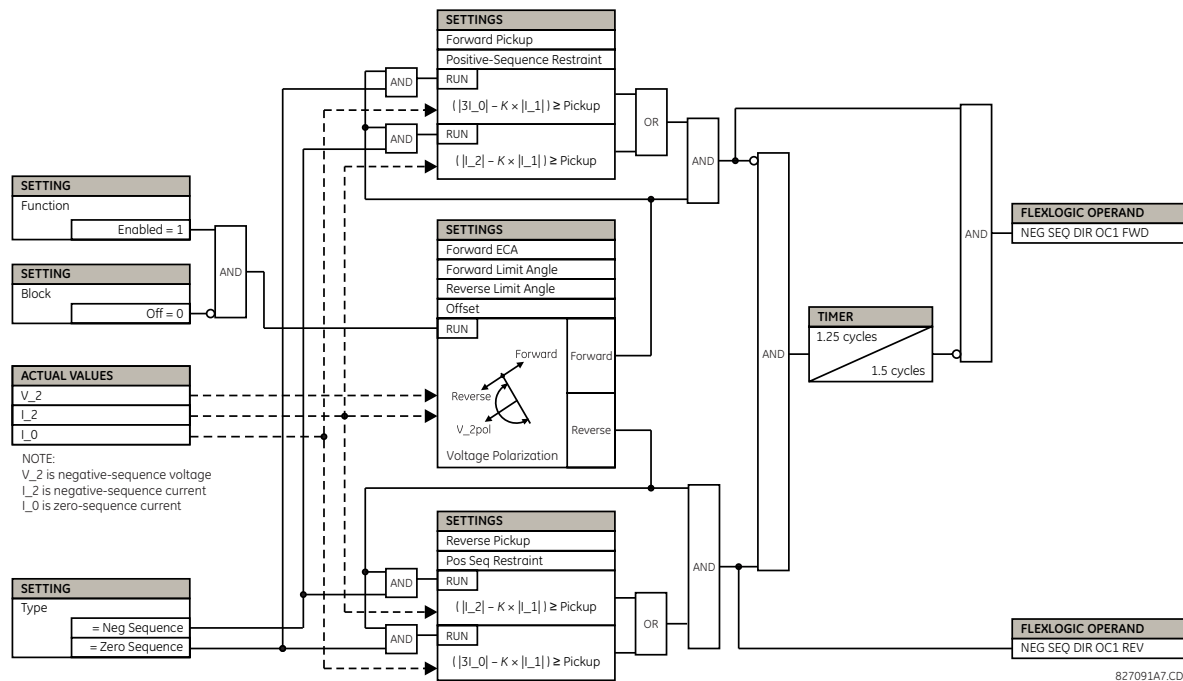 SETTINGS
Forward Pickup
Positive-Sequence Restraint
RUN
AND
( |3I_0| – K × |I_1| ) ≥ Pickup
RUN
AND
( |I_2| – K × |I_1| ) ≥ Pickup
OR
AND
SETTING
Function
Enabled = 1
SETTING
Block
Off = 0
AND
SETTINGS
Forward ECA
Forward Limit Angle
Reverse Limit Angle
Offset
RUN
Forward
Reverse
V_2pol
Voltage Polarization
Forward
Reverse
AND
TIMER
1.25 cycles
1.5 cycles
AND
FLEXLOGIC OPERAND
NEG SEQ DIR OC1 FWD
ACTUAL VALUES
V_2
I_2
I_0
NOTE:
V_2 is negative-sequence voltage
I_2 is negative-sequence current
I_0 is zero-sequence current
SETTING
Type
= Neg Sequence
= Zero Sequence
SETTINGS
Reverse Pickup
Pos Seq Restraint
AND
RUN
( |I_2| – K × |I_1| ) ≥ Pickup
AND
RUN
( |3I_0| – K × |I_1| ) ≥ Pickup
OR
AND
FLEXLOGIC OPERAND
NEG SEQ DIR OC1 REV
827091A7.CD